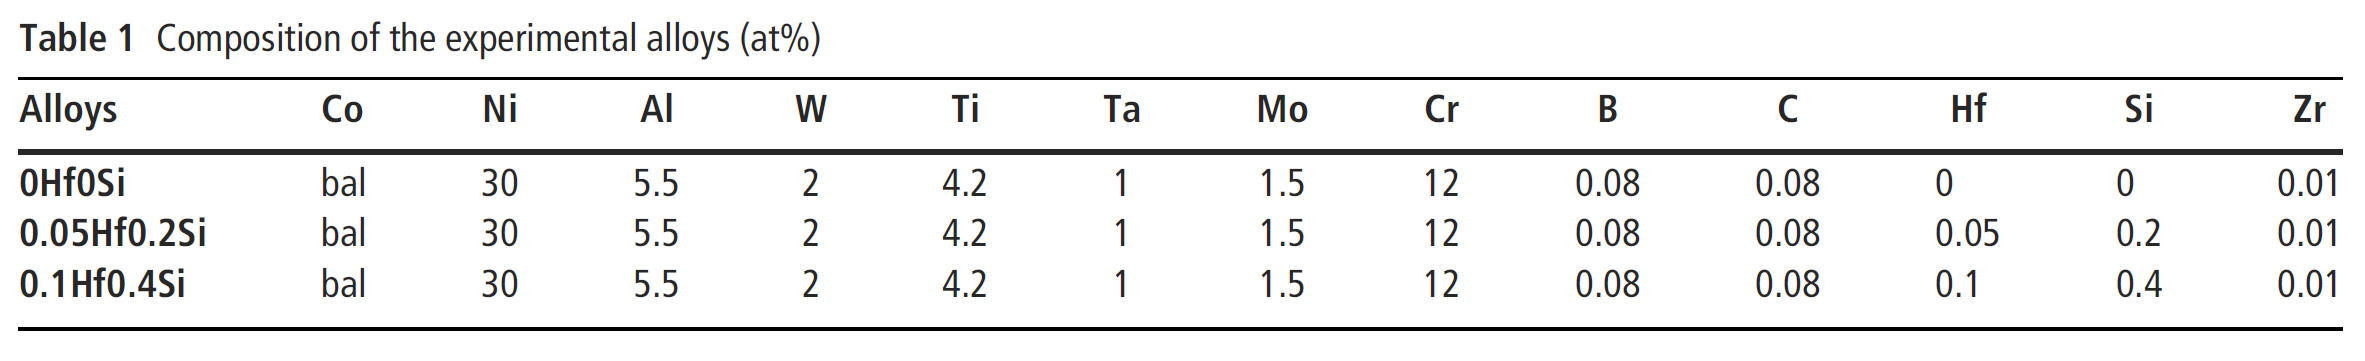 Table 1 Composition of the experimental alloys (at%)
Alloys Co Ni Al W Ti Ta Mo Cr B C Hf Si Zr
0Hf0Si bal 30 5.5 2 4.2 1 1.5 12 0.08 0.08 0 0 0.01
0.05Hf0.2Si bal 30 5.5 2 4.2 1 1.5 12 0.08 0.08 0.05 0.2 0.01
0.1Hf0.4Si bal 30 5.5 2 4.2 1 1.5 12 0.08 0.08 0.1 0.4 0.01